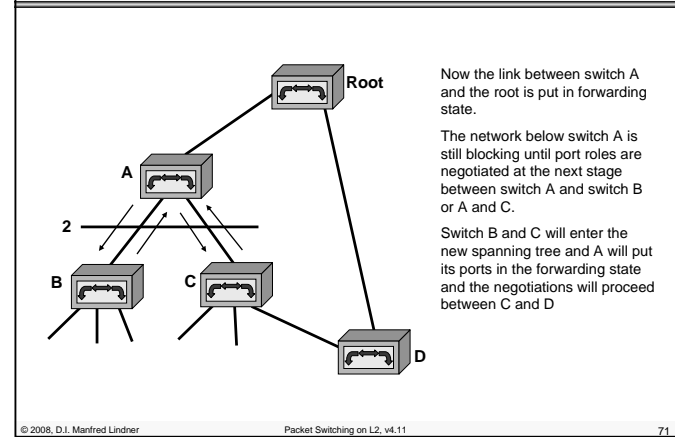 Root
A
2
B
C
D
Now the link between switch A
and the root is put in forwarding
state.
The network below switch A is
still blocking until port roles are
negotiated at the next stage
between switch A and switch B
or A and C.
Switch B and C will enter the
new spanning tree and A will put
its ports in the forwarding state
and the negotiations will proceed
between C and D
© 2008, D.I. Manfred Lindner
Packet Switching on L2, v4.11
71